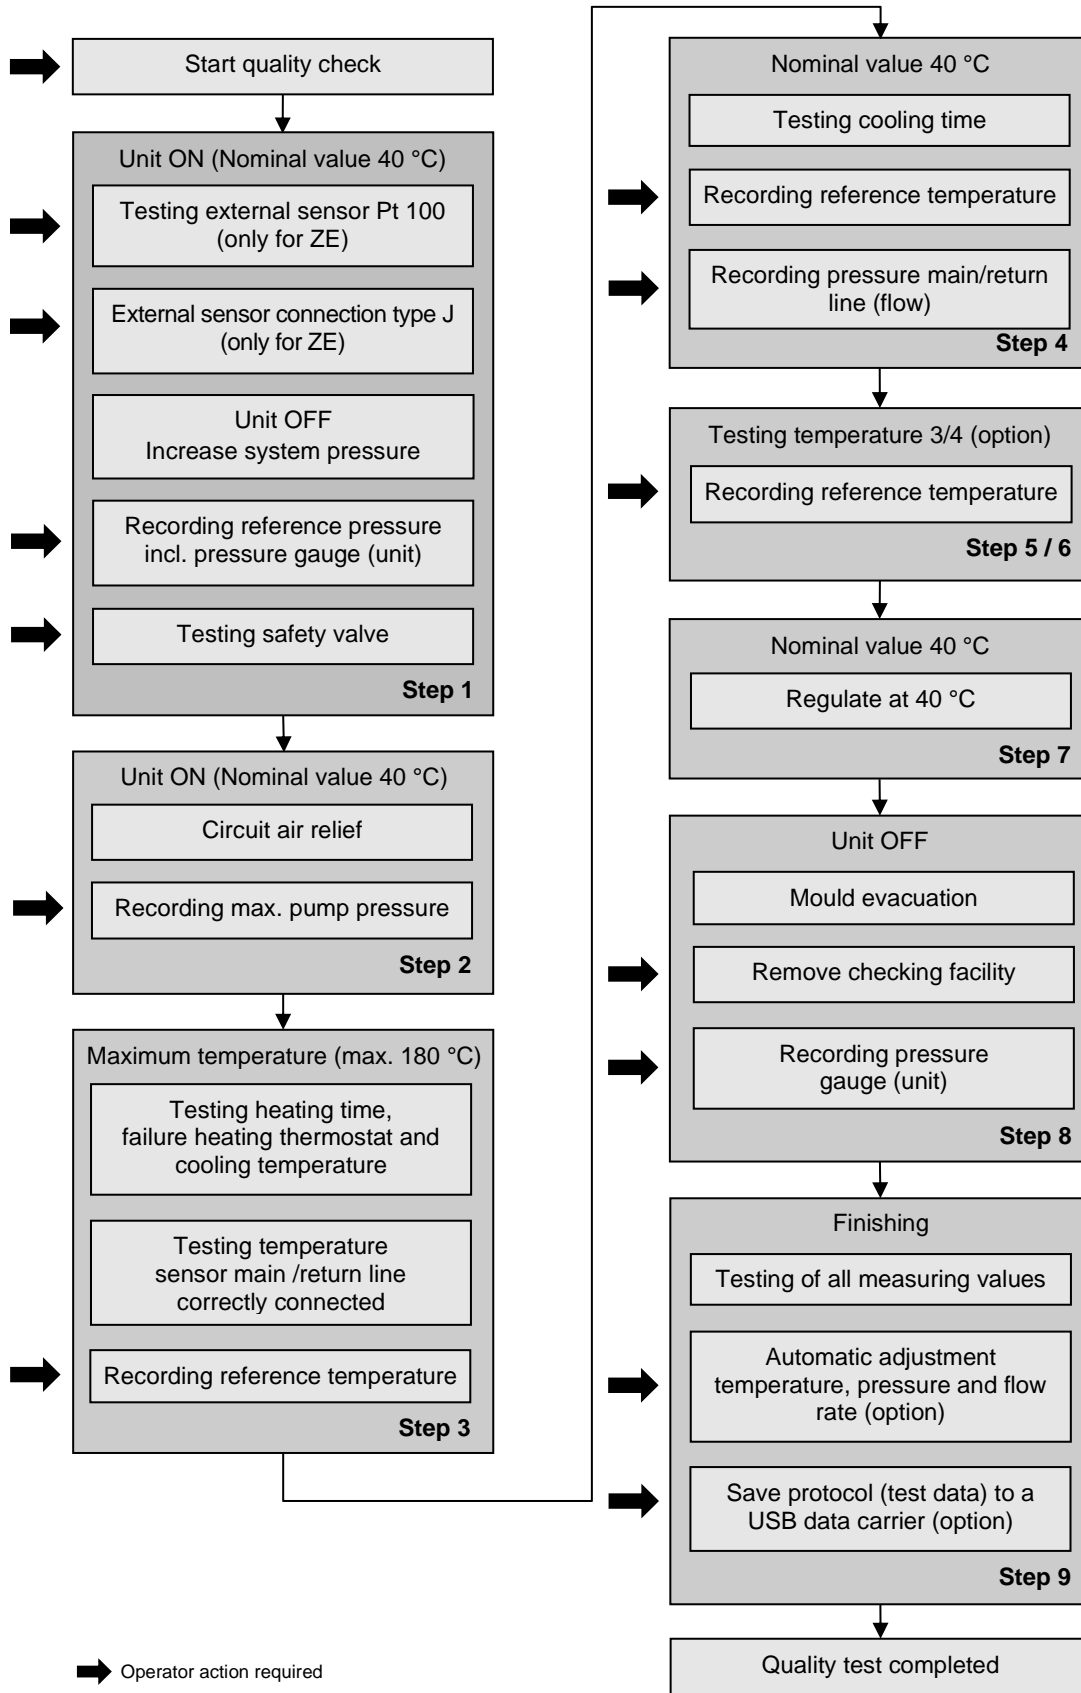 Start quality check
Unit ON (Nominal value 40 °C)
Testing external sensor Pt 100
(only for ZE)
External sensor connection type J
(only for ZE)
Unit OFF
Increase system pressure
Recording reference pressure
incl. pressure gauge (unit)
Testing safety valve
Step 1
Unit ON (Nominal value 40 °C)
Circuit air relief
Recording max. pump pressure
Step 2
Maximum temperature (max. 180 °C)
Testing heating time,
failure heating thermostat and
cooling temperature
Testing temperature
sensor main /return line
correctly connected
Recording reference temperature
Step 3
Nominal value 40 °C
Testing cooling time
Recording reference temperature
Recording pressure main/return
line (flow)
Step 4
Testing temperature 3/4 (option)
Recording reference temperature
Step 5 / 6
Nominal value 40 °C
Regulate at 40 °C
Step 7
Unit OFF
Mould evacuation
Remove checking facility
Recording pressure
gauge (unit)
Step 8
Finishing
Testing of all measuring values
Automatic adjustment
temperature, pressure and flow
rate (option)
Save protocol (test data) to a
USB data carrier (option)
Step 9
Quality test completed
Operator action required